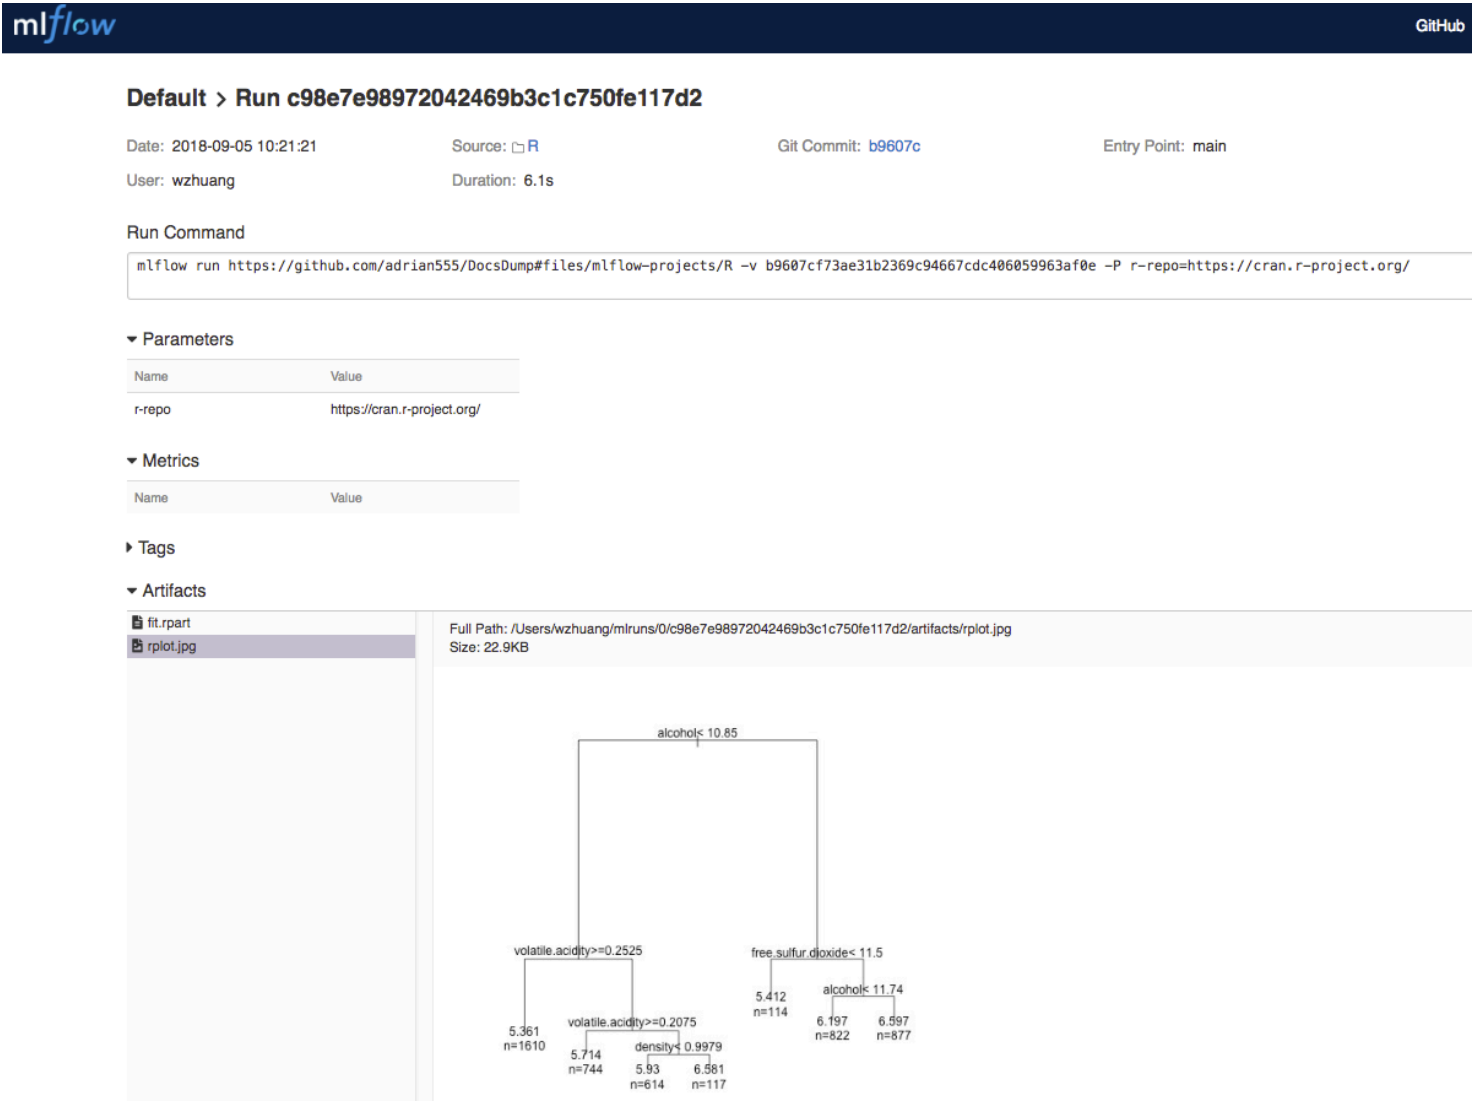 mlflow
GitHub
Default > Run c98e7e98972042469b3c1c750fe117d2
Date: 2018-09-05 10:21:21
Source: R
Git Commit: b9607c
Entry Point: main
User: wzhuang
Duration: 6.1s
Run Command
mlflow run https://github.com/adrian555/DocsDump#files/mlflow-projects/R -v b9607cf73ae31b2369c94667cdc406059963af0e -P r-repo=https://cran.r-project.org/
Parameters
Name Value
r-repo https://cran.r-project.org/
Metrics
Name Value
Tags
Artifacts
fit.rpart
rplot.jpg
Full Path: /Users/wzhuang/mlruns/0/c98e7e98972042469b3c1c750fe117d2/artifacts/rplot.jpg
Size: 22.9KB
alcohol< 10.85
volatile.acidity>=0.2525
free.sulfur.dioxide< 11.5
alcohol< 11.74
5.412
n=114
6.197
n=822
6.597
n=877
5.361
n=1610
volatile.acidity>=0.2075
5.714
n=744
density< 0.9979
5.93
n=614
6.581
n=117